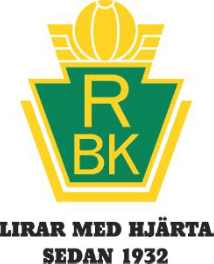 R
BK
LIRAR MED HJÄRTA
SEDAN 1932